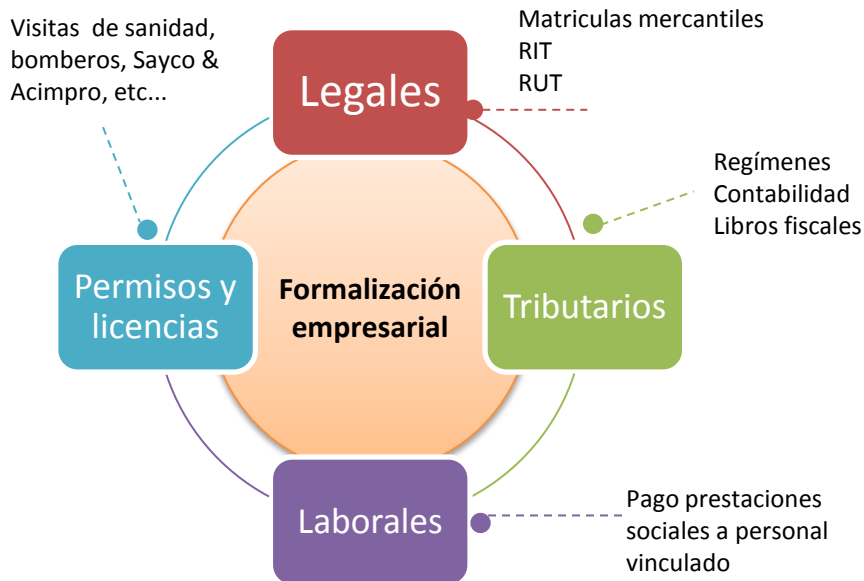 Visitas de sanidad,
bomberos, Sayco &
Acimpro, etc...
Matriculas mercantiles
RIT
RUT
Legales
Regímenes
Contabilidad
Libros fiscales
Permisos y
licencias
Formalización
empresarial
Tributarios
Laborales
Pago prestaciones
sociales a personal
vinculado